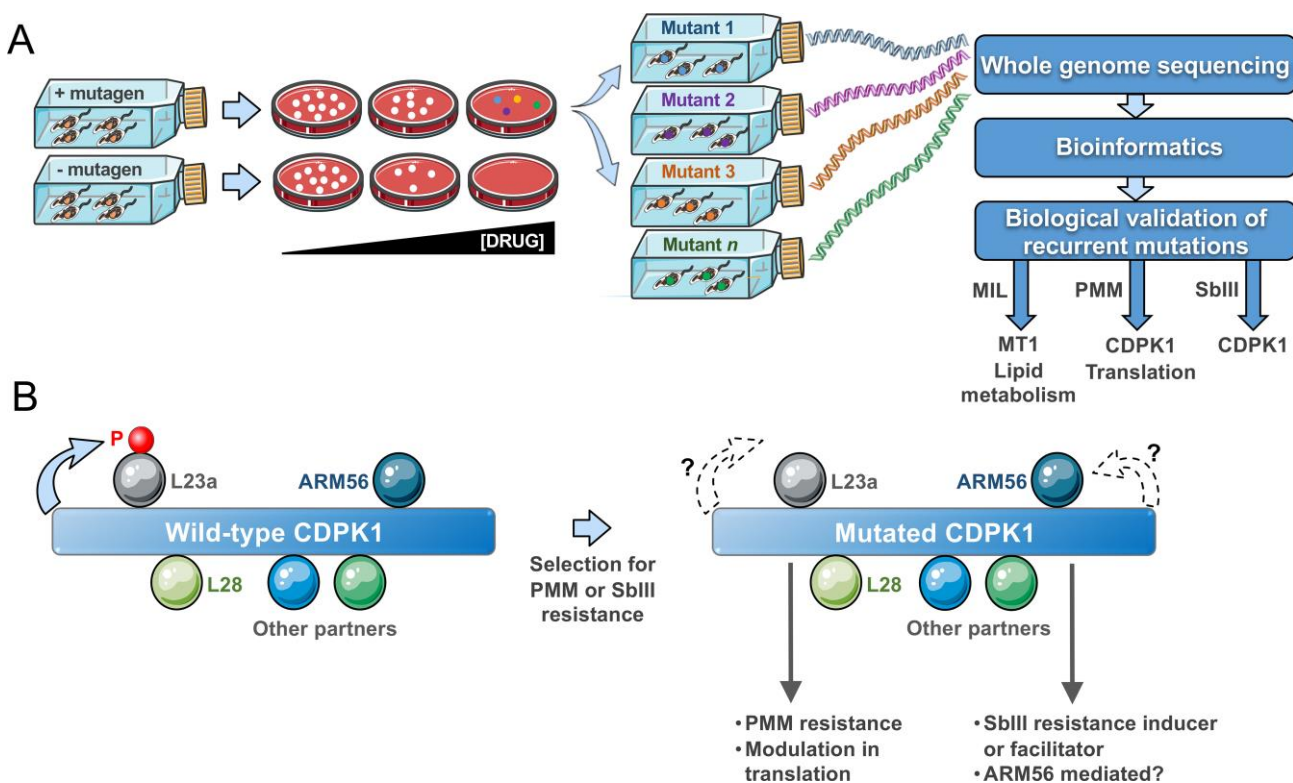 A
+ mutagen
- mutagen
[DRUG]
Mutant 1
Mutant 2
Mutant 3
Mutant n
Whole genome sequencing
Bioinformatics
Biological validation of
recurrent mutations
MIL
PMM
SbIII
MT1
Lipid
metabolism
CDPK1
Translation
CDPK1
B
P
L23a
ARM56
Wild-type CDPK1
L28
Other partners
Selection for
PMM or SbIII
resistance
?
L23a
ARM56
?
Mutated CDPK1
L28
Other partners
• PMM resistance
• Modulation in
translation
• SbIII resistance inducer
or facilitator
• ARM56 mediated?